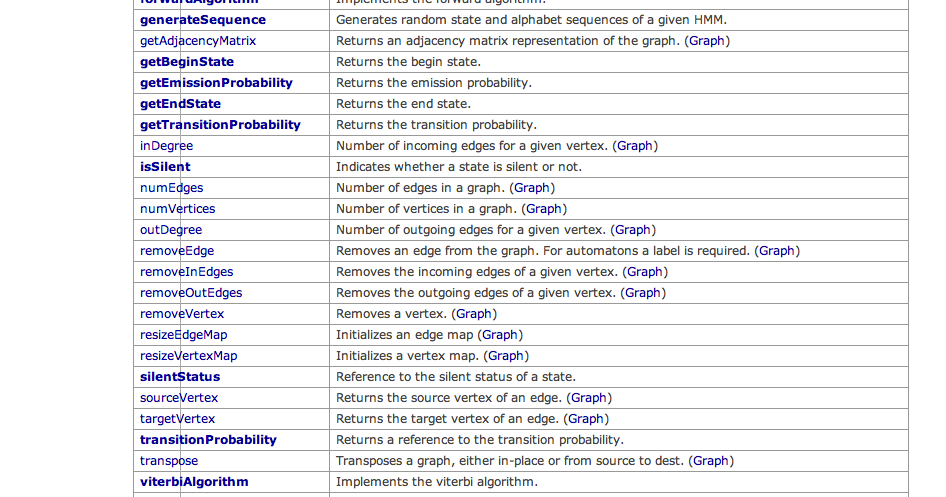 forwardAlgorithm Implements the forward algorithm.
generateSequence Generates random state and alphabet sequences of a given HMM.
getAdjacencyMatrix Returns an adjacency matrix representation of the graph. (Graph)
getBeginState Returns the begin state.
getEmissionProbability Returns the emission probability.
getEndState Returns the end state.
getTransitionProbability Returns the transition probability.
inDegree Number of incoming edges for a given vertex. (Graph)
isSilent Indicates whether a state is silent or not.
numEdges Number of edges in a graph. (Graph)
numVertices Number of vertices in a graph. (Graph)
outDegree Number of outgoing edges for a given vertex. (Graph)
removeEdge Removes an edge from the graph. For automatons a label is required. (Graph)
removeInEdges Removes the incoming edges of a given vertex. (Graph)
removeOutEdges Removes the outgoing edges of a given vertex. (Graph)
removeVertex Removes a vertex. (Graph)
resizeEdgeMap Initializes an edge map (Graph)
resizeVertexMap Initializes a vertex map. (Graph)
silentStatus Reference to the silent status of a state.
sourceVertex Returns the source vertex of an edge. (Graph)
targetVertex Returns the target vertex of an edge. (Graph)
transitionProbability Returns a reference to the transition probability.
transpose Transposes a graph, either in-place or from source to dest. (Graph)
viterbiAlgorithm Implements the viterbi algorithm.